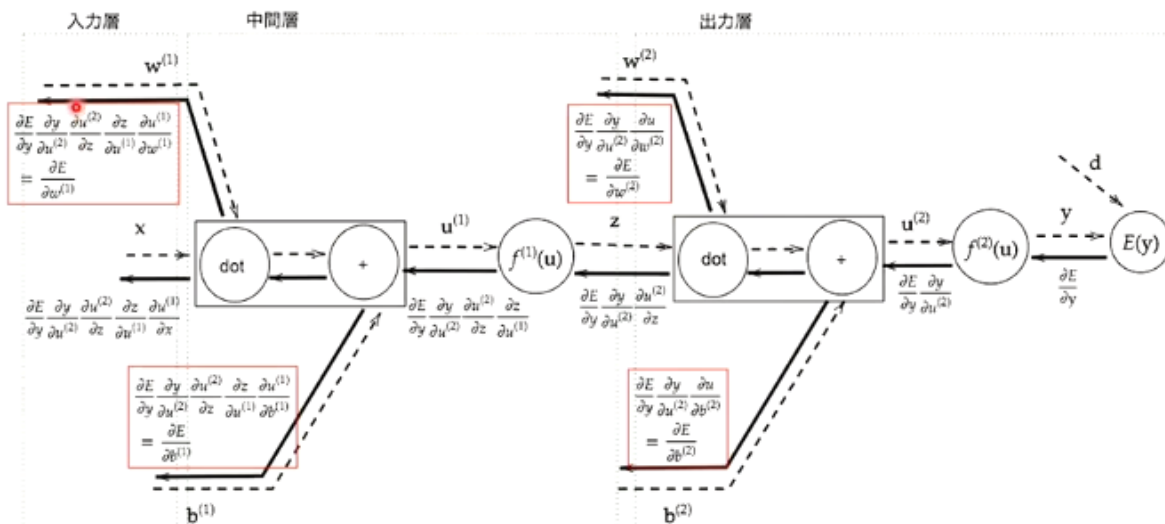 入力層 中間層 出力層
w^(1) w^(2)
∂E/∂y ∂y/∂u^(2) ∂u^(2)/∂z ∂z/∂u^(1) ∂u^(1)/∂w^(1)
= ∂E/∂w^(1)
∂E/∂y ∂y/∂u^(2) ∂u/∂w^(2)
= ∂E/∂w^(2)
d
x u^(1) z u^(2) y
dot + f^(1)(u) dot + f^(2)(u) E(y)
∂E/∂y ∂y/∂u^(2) ∂u^(2)/∂z ∂z/∂u^(1) ∂u^(1)/∂x
∂E/∂y ∂y/∂u^(2) ∂u^(2)/∂z ∂z/∂u^(1)
∂E/∂y ∂y/∂u^(2) ∂u^(2)/∂z
∂E/∂y ∂y/∂u^(2)
∂E/∂y
∂E/∂y ∂y/∂u^(2) ∂u^(2)/∂z ∂z/∂u^(1) ∂u^(1)/∂b^(1)
= ∂E/∂b^(1)
∂E/∂y ∂y/∂u^(2) ∂u/∂b^(2)
= ∂E/∂b^(2)
b^(1) b^(2)